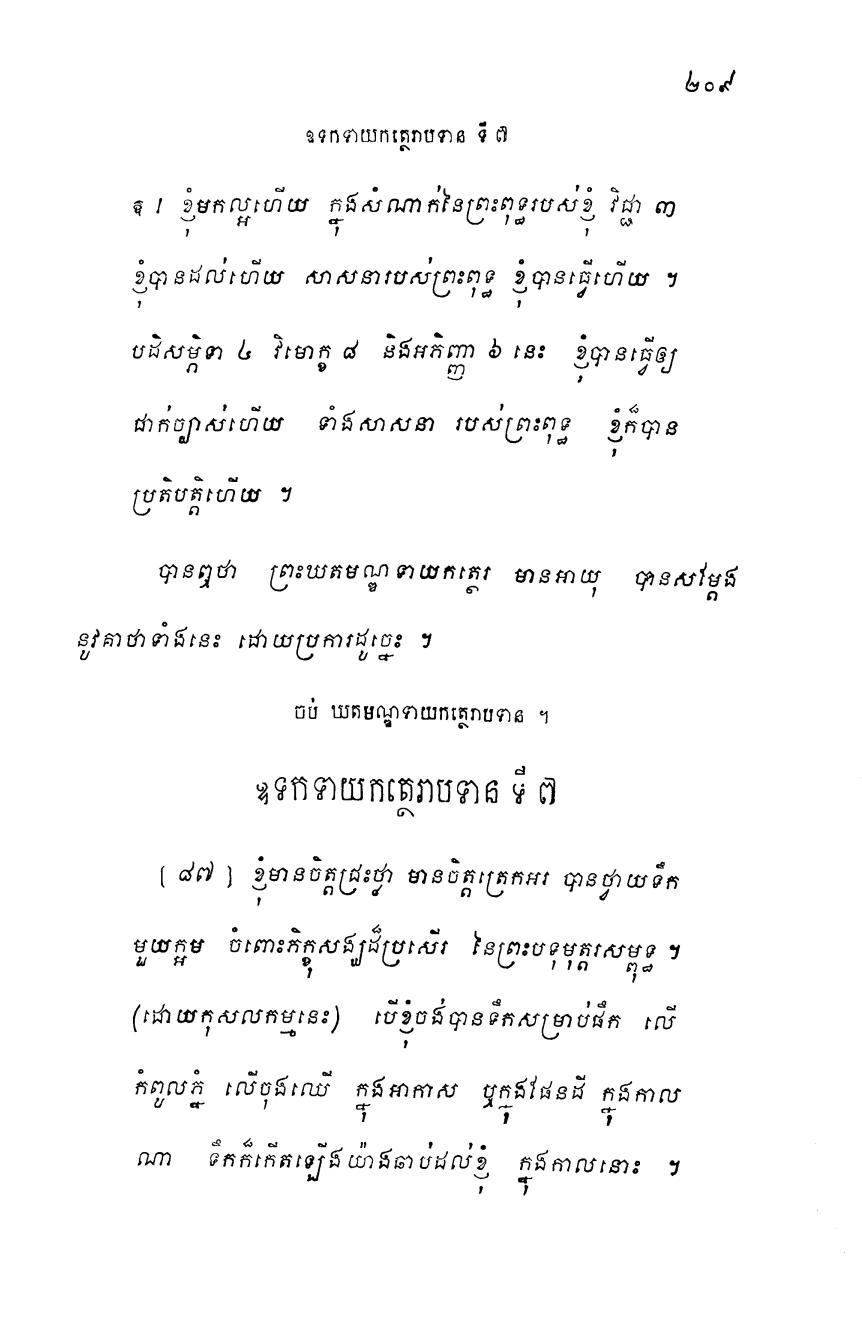 ២០៩
ឧទកទាយកត្ថេរាបទាន ទី ៧
ឱ ! ខ្ញុំមកល្អហើយ ក្នុងសំណាក់នៃព្រះពុទ្ធរបស់ខ្ញុំ វិជ្ជា ៣
ខ្ញុំបានដល់ហើយ សាសនារបស់ព្រះពុទ្ធ ខ្ញុំបានធ្វើហើយ ។
បដិសម្ភិទា ៤ វិមោក្ខ ៨ និងអភិញ្ញា ៦ នេះ ខ្ញុំបានធ្វើឲ្យ
ជាក់ច្បាស់ហើយ ទាំងសាសនា របស់ព្រះពុទ្ធ ខ្ញុំក៏បាន
ប្រតិបត្តិហើយ ។
បានឮថា ព្រះឃតមណ្ឌទាយកត្ថេរ មានអាយុ បានសម្តែង
នូវគាថាទាំងនេះ ដោយប្រការដូច្នេះ ។
ចប់ ឃតមណ្ឌទាយកត្ថេរាបទាន ។
ឧទកទាយកត្ថេរាបទាន ទី ៧
[ ៨៧ ] ខ្ញុំមានចិត្តជ្រះថ្លា មានចិត្តត្រេកអរ បានថ្វាយទឹក
មួយក្អម ចំពោះភិក្ខុសង្ឃដ៏ប្រសើរ នៃព្រះបទុមុត្តរសម្ពុទ្ធ ។
(ដោយកុសលកម្មនេះ) បើខ្ញុំចង់បានទឹកសម្រាប់ផឹក លើ
កំពូលភ្នំ លើចុងឈើ ក្នុងអាកាស ឬក្នុងផែនដី ក្នុងកាល
ណា ទឹកក៏កើតឡើងយ៉ាងឆាប់ដល់ខ្ញុំ ក្នុងកាលនោះ ។